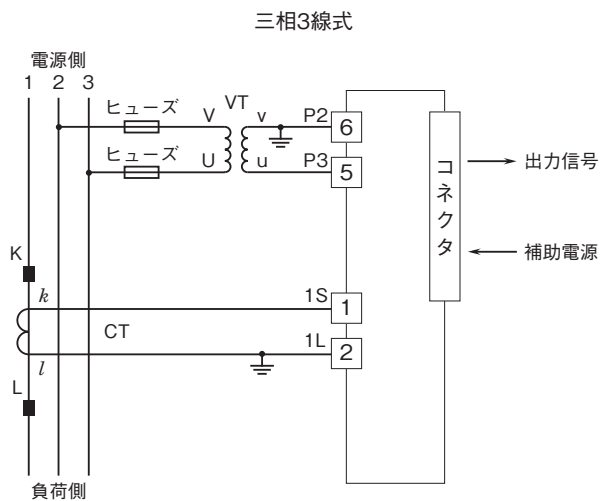 三相3線式
電源側
1 2 3
ヒューズ
V VT v
P2
6
ヒューズ
U u
P3
5
コネクタ
出力信号
補助電源
K
k
1S
1
CT
1L
2
l
L
負荷側